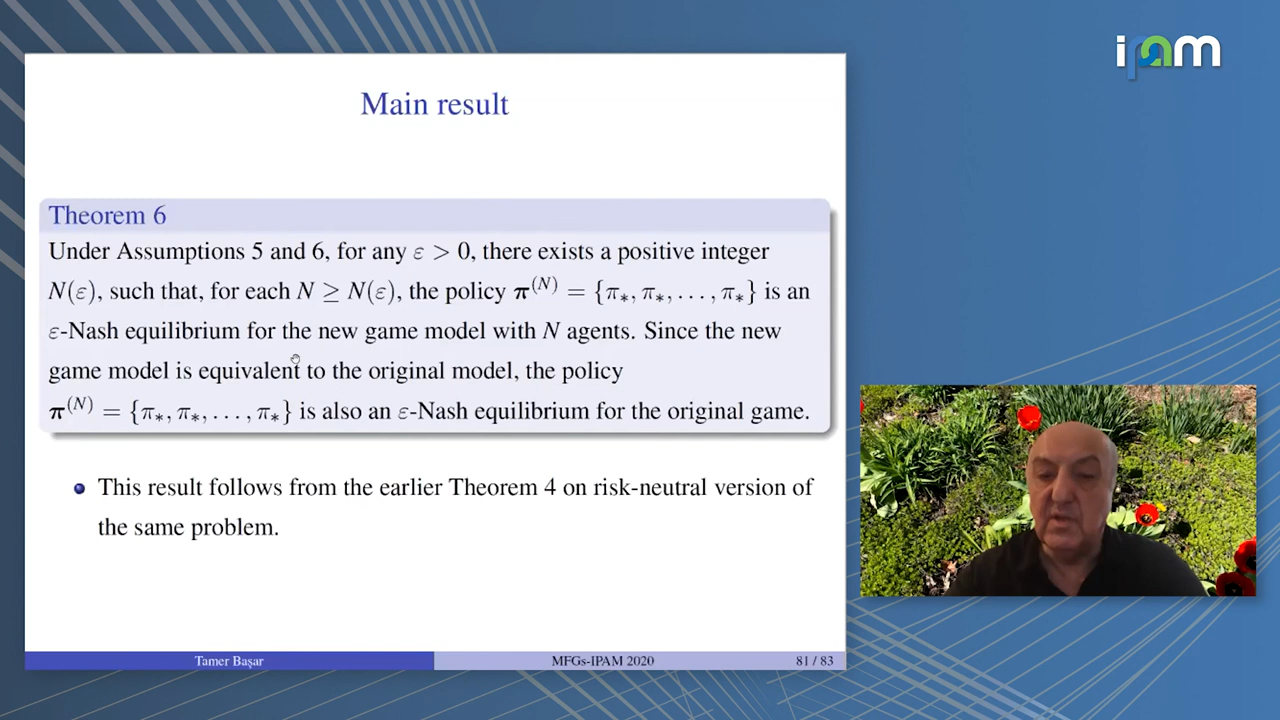 ipam
Main result
Theorem 6
Under Assumptions 5 and 6, for any ε > 0, there exists a positive integer
N(ε), such that, for each N ≥ N(ε), the policy π^(N) = {π∗, π∗, . . . , π∗} is an
ε-Nash equilibrium for the new game model with N agents. Since the new
game model is equivalent to the original model, the policy
π^(N) = {π∗, π∗, . . . , π∗} is also an ε-Nash equilibrium for the original game.
This result follows from the earlier Theorem 4 on risk-neutral version of
the same problem.
Tamer Başar MFGs-IPAM 2020 81 / 83